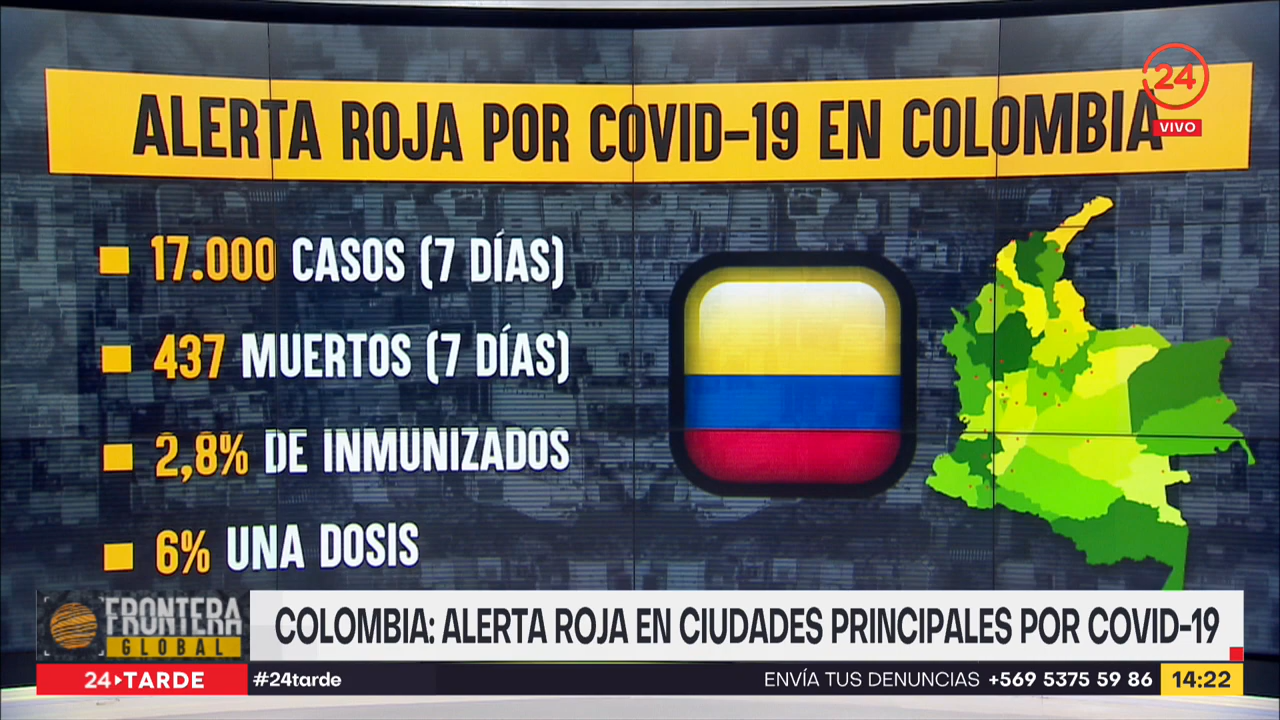 ALERTA ROJA POR COVID-19 EN COLOMBIA
24
VIVO
17.000 CASOS (7 DÍAS)
437 MUERTOS (7 DÍAS)
2,8% DE INMUNIZADOS
6% UNA DOSIS
FRONTERA
GLOBAL
COLOMBIA: ALERTA ROJA EN CIUDADES PRINCIPALES POR COVID-19
24 TARDE
#24tarde
ENVÍA TUS DENUNCIAS +569 5375 59 86
14:22